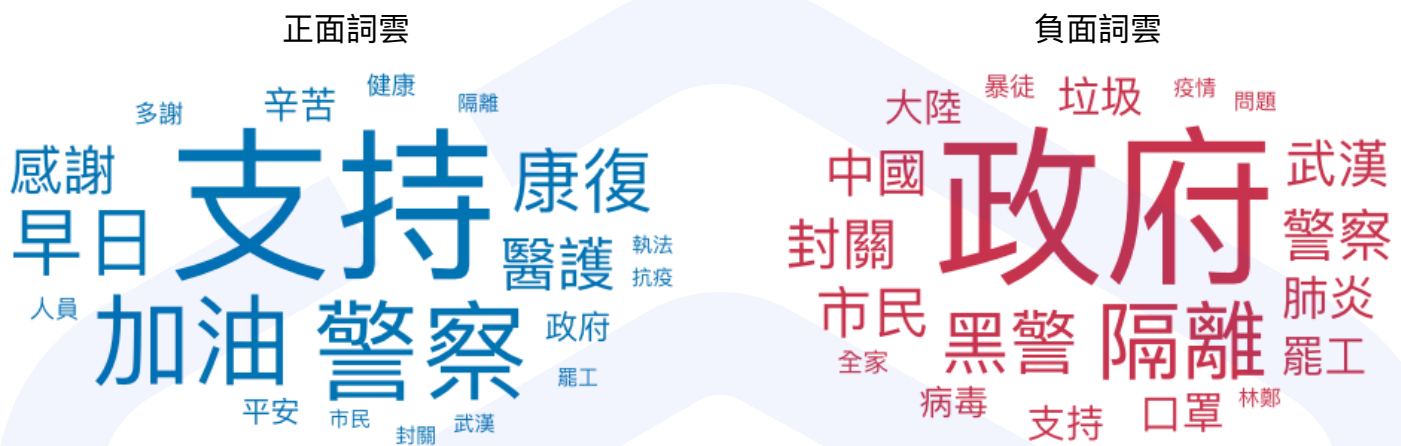 正面詞雲
健康
辛苦
隔離
多謝
支持
感謝
康復
早日
醫護
執法
抗疫
人員
加油
警察
政府
罷工
平安
市民
武漢
封關
負面詞雲
暴徒
垃圾
疫情
大陸
問題
政府
武漢
中國
警察
封關
肺炎
市民
黑警
隔離
罷工
全家
病毒
林鄭
口罩
支持